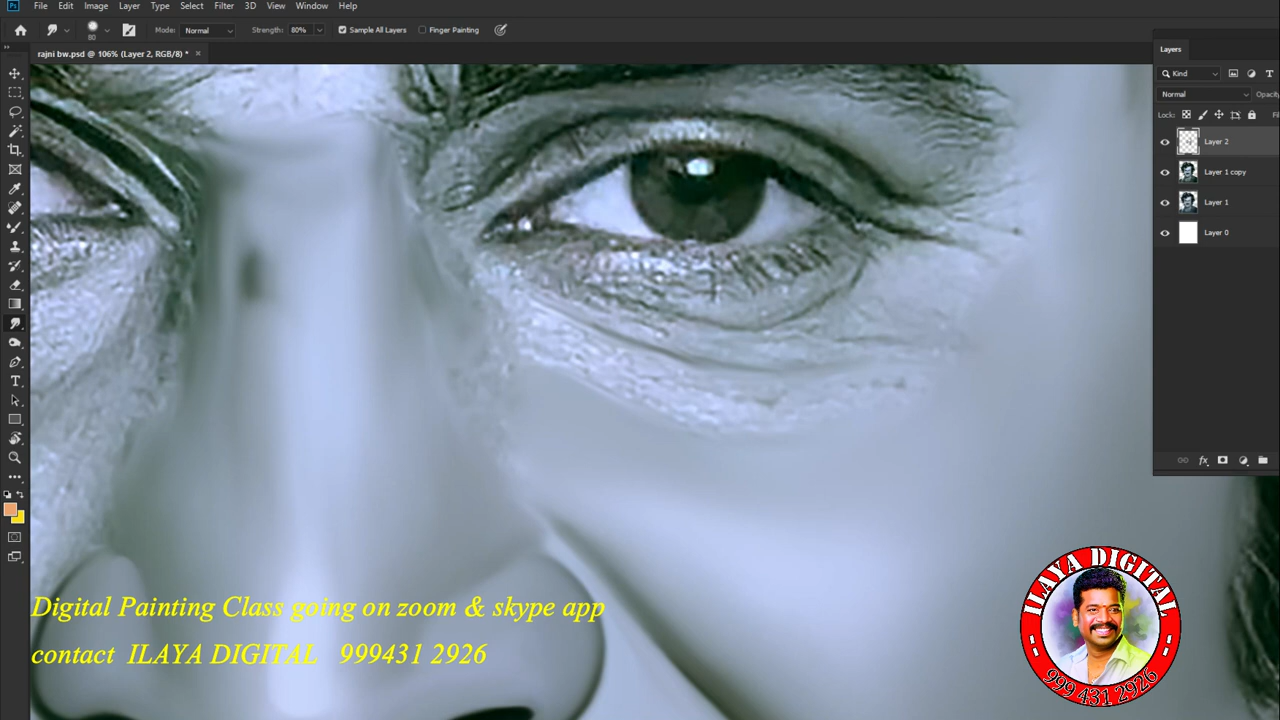 File Edit Image Layer Type Select Filter 3D View Window Help
80 Mode: Normal Strength: 80% Sample All Layers Finger Painting
rajni bw.psd @ 106% (Layer 2, RGB/8) *
Layers
Kind
Normal Opacity
Lock:
Layer 2
Layer 1 copy
Layer 1
Layer 0
Digital Painting Class going on zoom & skype app
contact ILAYA DIGITAL 999431 2926
ILAYA DIGITAL
999 431 2926